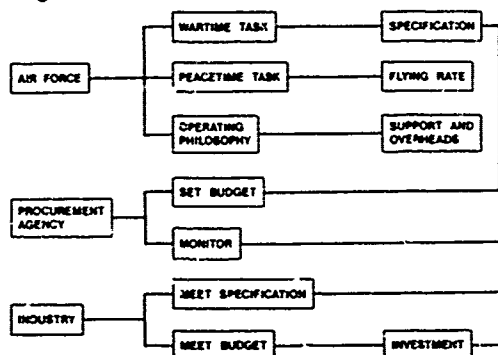 WARTIME TASK
SPECIFICATION
AIR FORCE
PEACETIME TASK
FLYING RATE
OPERATING
PHILOSOPHY
SUPPORT AND
OVERHEADS
SET BUDGET
PROCUREMENT
AGENCY
MONITOR
MEET SPECIFICATION
INDUSTRY
MEET BUDGET
INVESTMENT